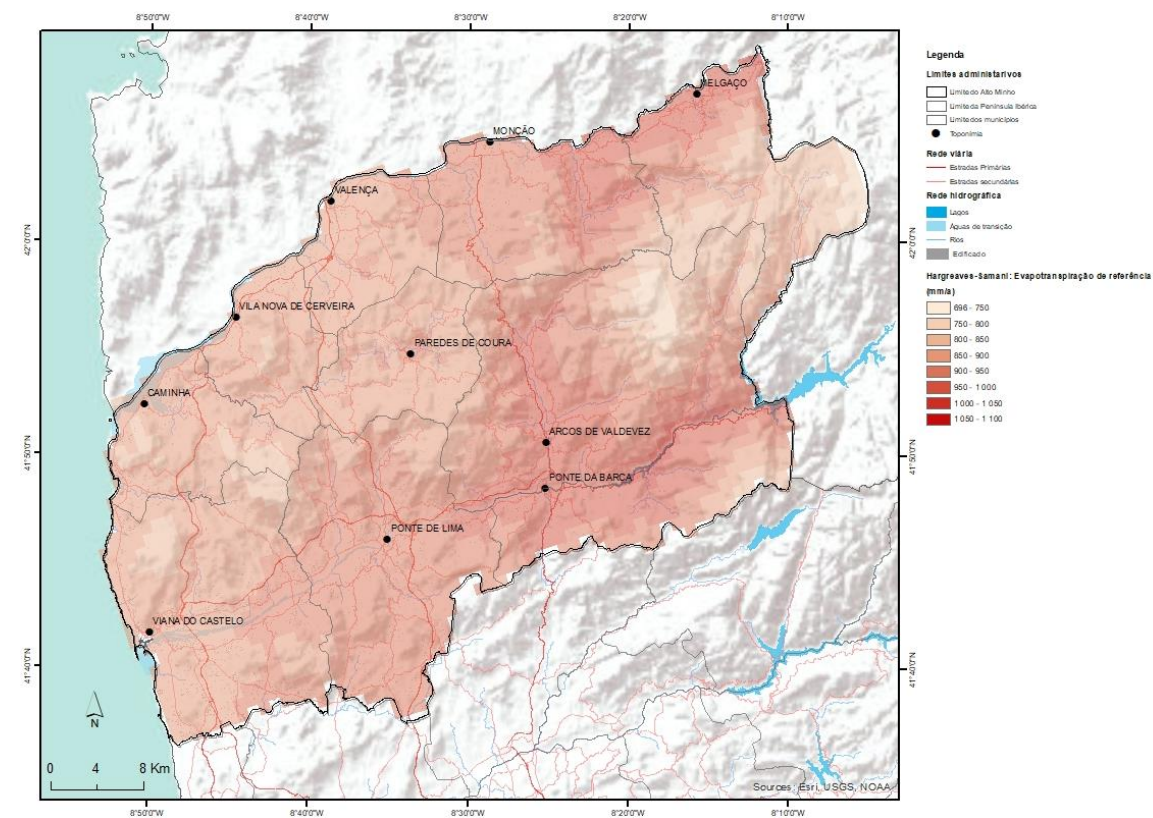 8°50'0"W 8°40'0"W 8°30'0"W 8°20'0"W 8°10'0"W
MELGAÇO
MONÇÃO
VALENÇA
42°0'0"N 42°0'0"N
VILA NOVA DE CERVEIRA
PAREDES DE COURA
CAMINHA
ARCOS DE VALDEVEZ
41°50'0"N 41°50'0"N
PONTE DA BARCA
PONTE DE LIMA
VIANA DO CASTELO
41°40'0"N 41°40'0"N
N
0 4 8 Km
Sources: Esri, USGS, NOAA
8°50'0"W 8°40'0"W 8°30'0"W 8°20'0"W 8°10'0"W
Legenda
Limites administarivos
Limite do Alto Minho
Limite da Península Ibérica
Limite dos municípios
Toponímia
Rede viária
Estradas Primárias
Estradas secundárias
Rede hidrográfica
Lagos
Águas de transição
Rios
Edificado
Hargreaves-Samani: Evapotranspiração de referência
(mm/a)
696 - 750
750 - 800
800 - 850
850 - 900
900 - 950
950 - 1 000
1 000 - 1 050
1 050 - 1 100